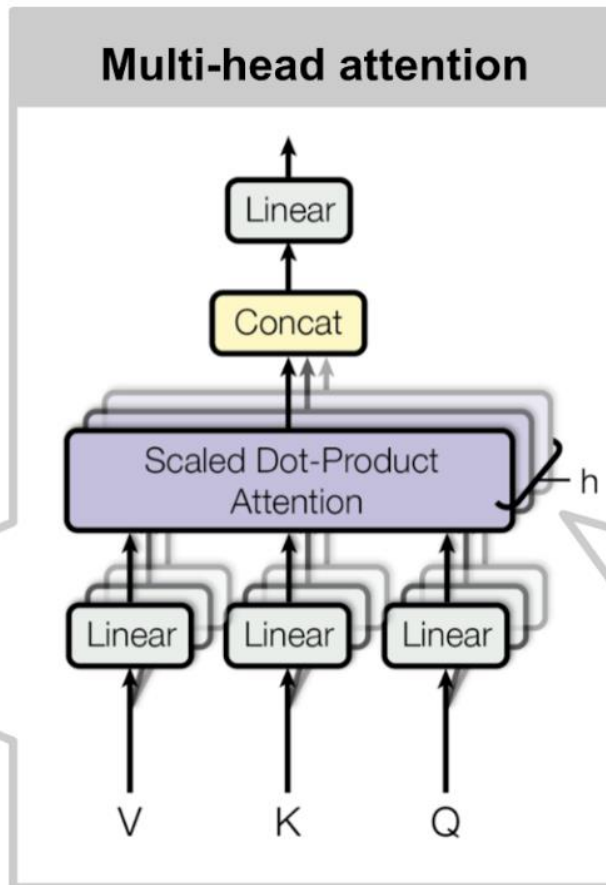 Multi-head attention
Linear
Concat
Scaled Dot-Product
Attention
h
Linear
Linear
Linear
V
K
Q